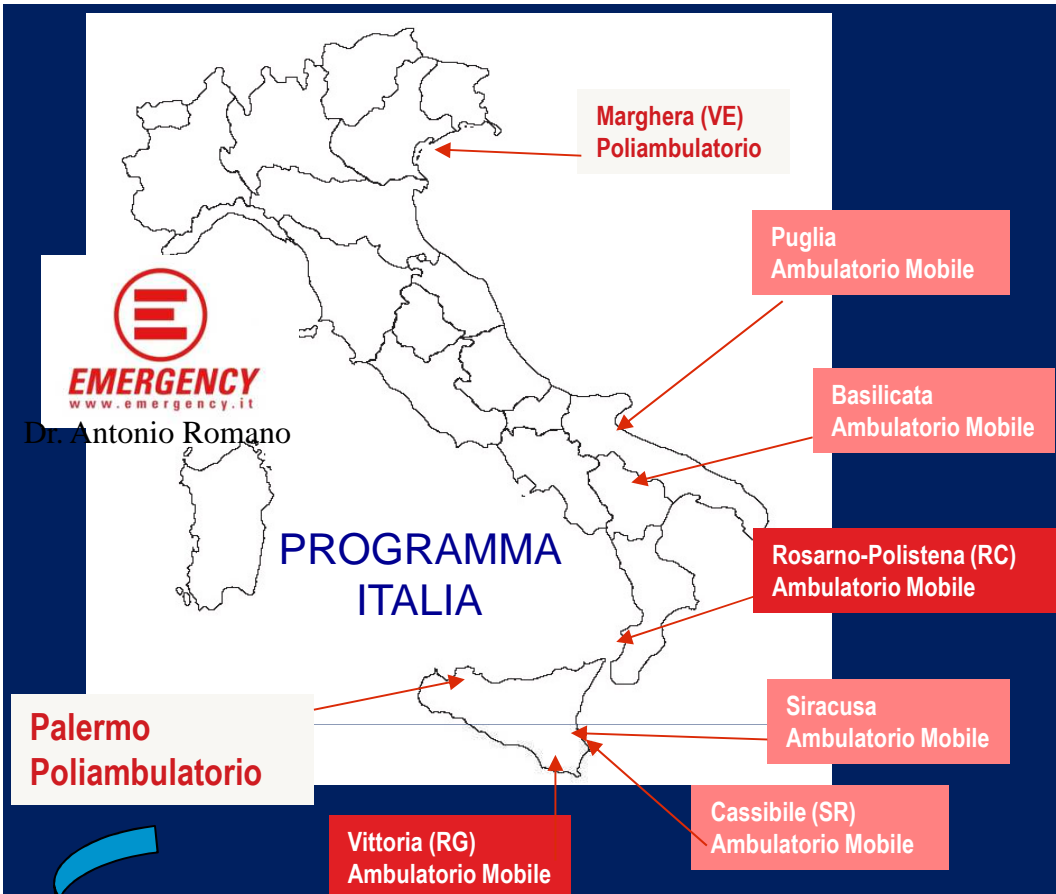 Marghera (VE)
Poliambulatorio
Puglia
Ambulatorio Mobile
EMERGENCY
www.emergency.it
Dr. Antonio Romano
Basilicata
Ambulatorio Mobile
PROGRAMMA
ITALIA
Rosarno-Polistena (RC)
Ambulatorio Mobile
Palermo
Poliambulatorio
Siracusa
Ambulatorio Mobile
Cassibile (SR)
Ambulatorio Mobile
Vittoria (RG)
Ambulatorio Mobile